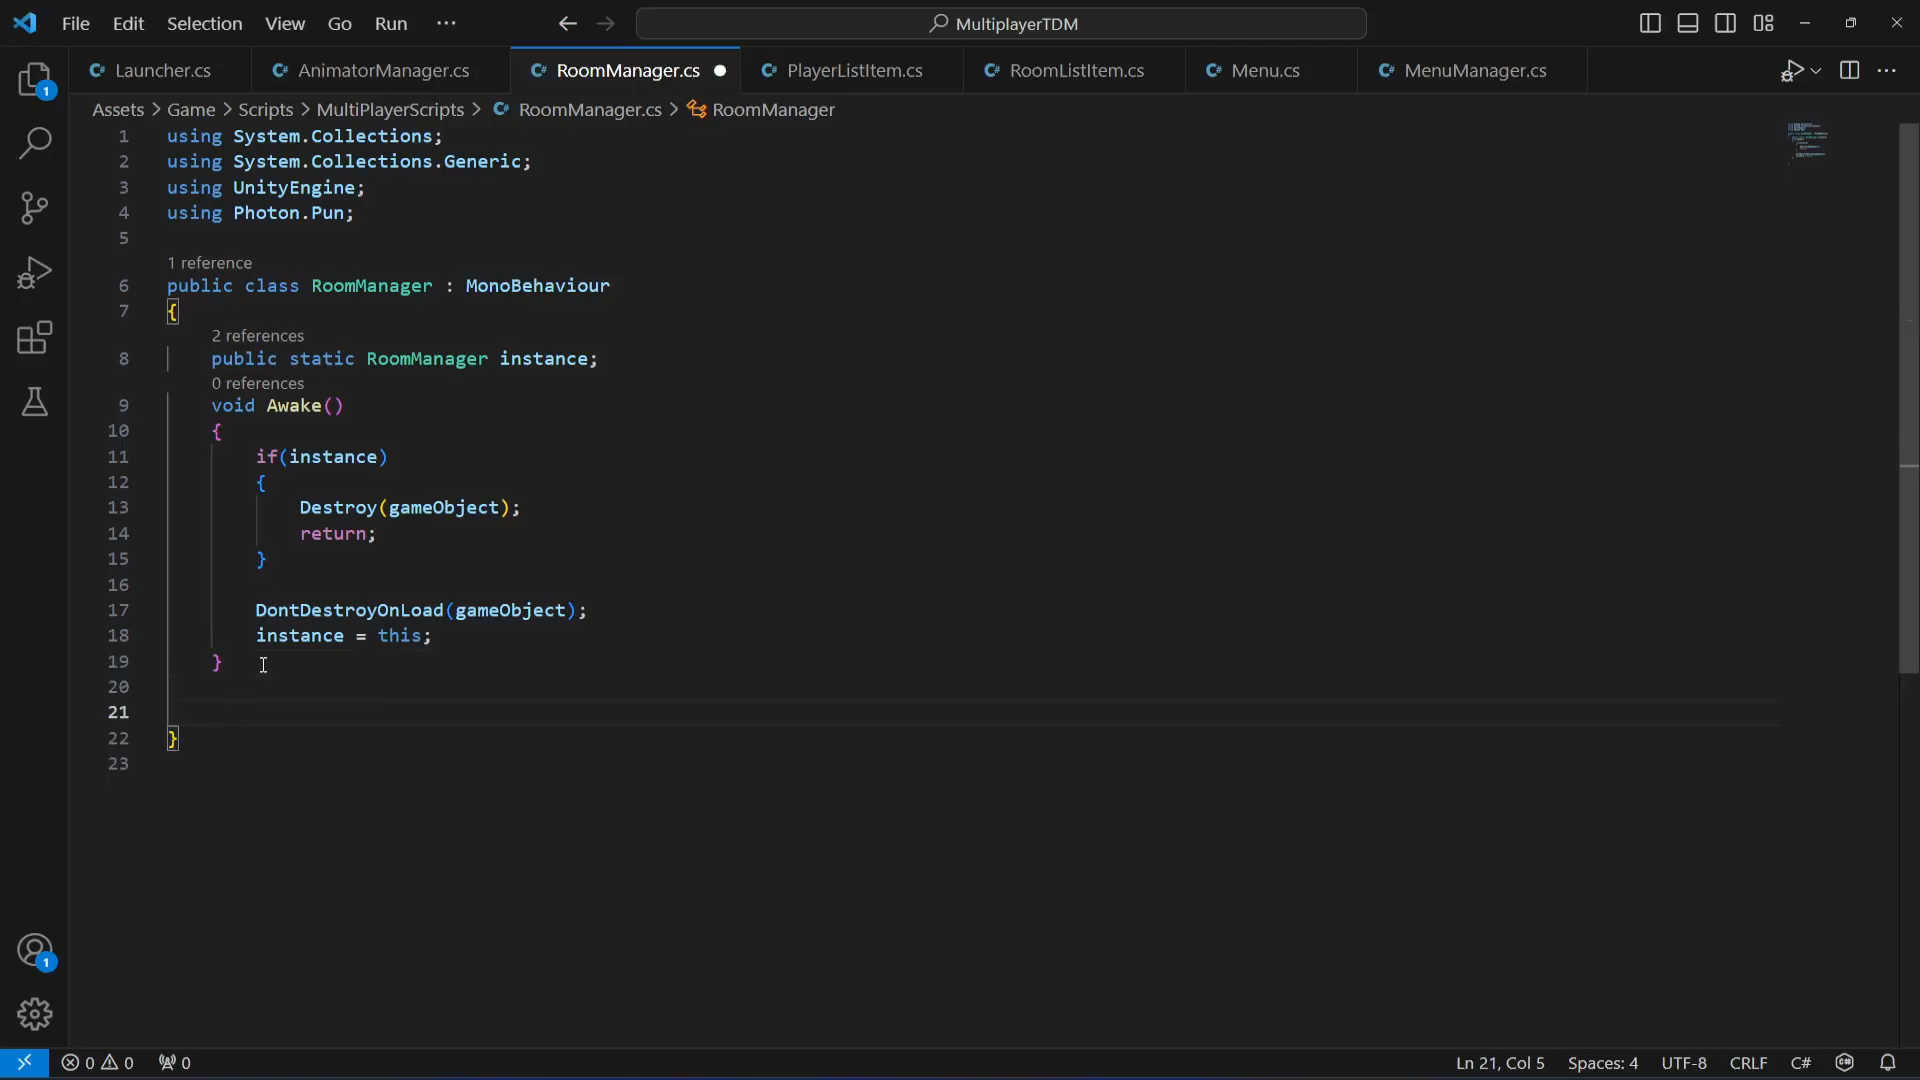 File Edit Selection View Go Run ··· MultiplayerTDM
Launcher.cs AnimatorManager.cs RoomManager.cs PlayerListItem.cs RoomListItem.cs Menu.cs MenuManager.cs
Assets > Game > Scripts > MultiPlayerScripts > RoomManager.cs > RoomManager
1 using System.Collections;
2 using System.Collections.Generic;
3 using UnityEngine;
4 using Photon.Pun;
5
1 reference
6 public class RoomManager : MonoBehaviour
7 {
2 references
8 public static RoomManager instance;
0 references
9 void Awake()
10 {
11 if(instance)
12 {
13 Destroy(gameObject);
14 return;
15 }
16
17 DontDestroyOnLoad(gameObject);
18 instance = this;
19 }
20
21
22 }
23
1
1
0 0 0 Ln 21, Col 5 Spaces: 4 UTF-8 CRLF C#